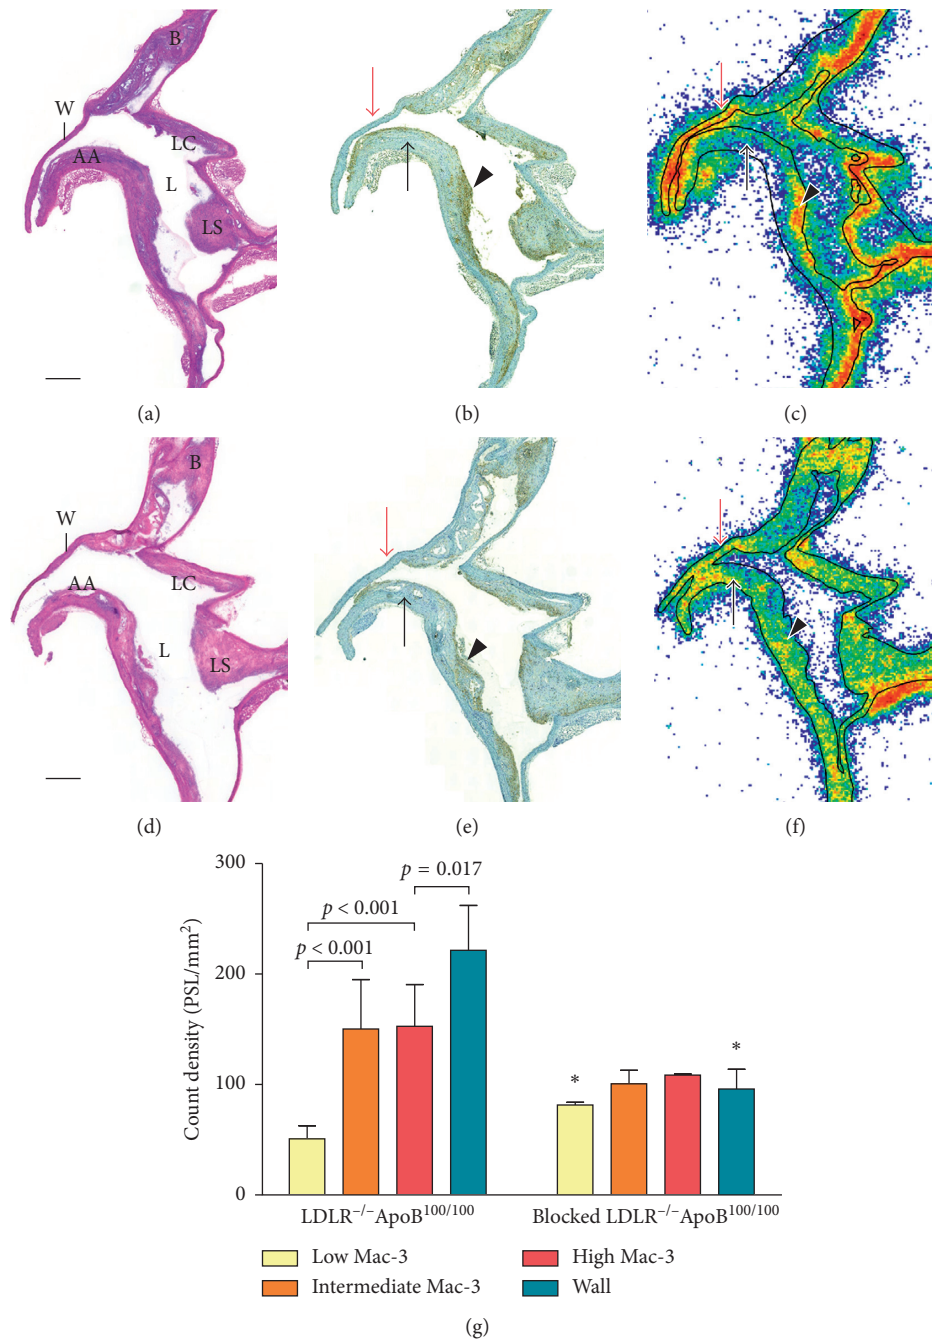 B
W
LC
AA
L
LS
(a)
(b)
(c)
B
W
LC
AA
L
LS
(d)
(e)
(f)
300
200
100
0
Count density (PSL/mm²)
p < 0.001
p < 0.001
p = 0.017
*
*
LDLR⁻/⁻ApoB¹⁰⁰/¹⁰⁰
Blocked LDLR⁻/⁻ApoB¹⁰⁰/¹⁰⁰
Low Mac-3
High Mac-3
Intermediate Mac-3
Wall
(g)